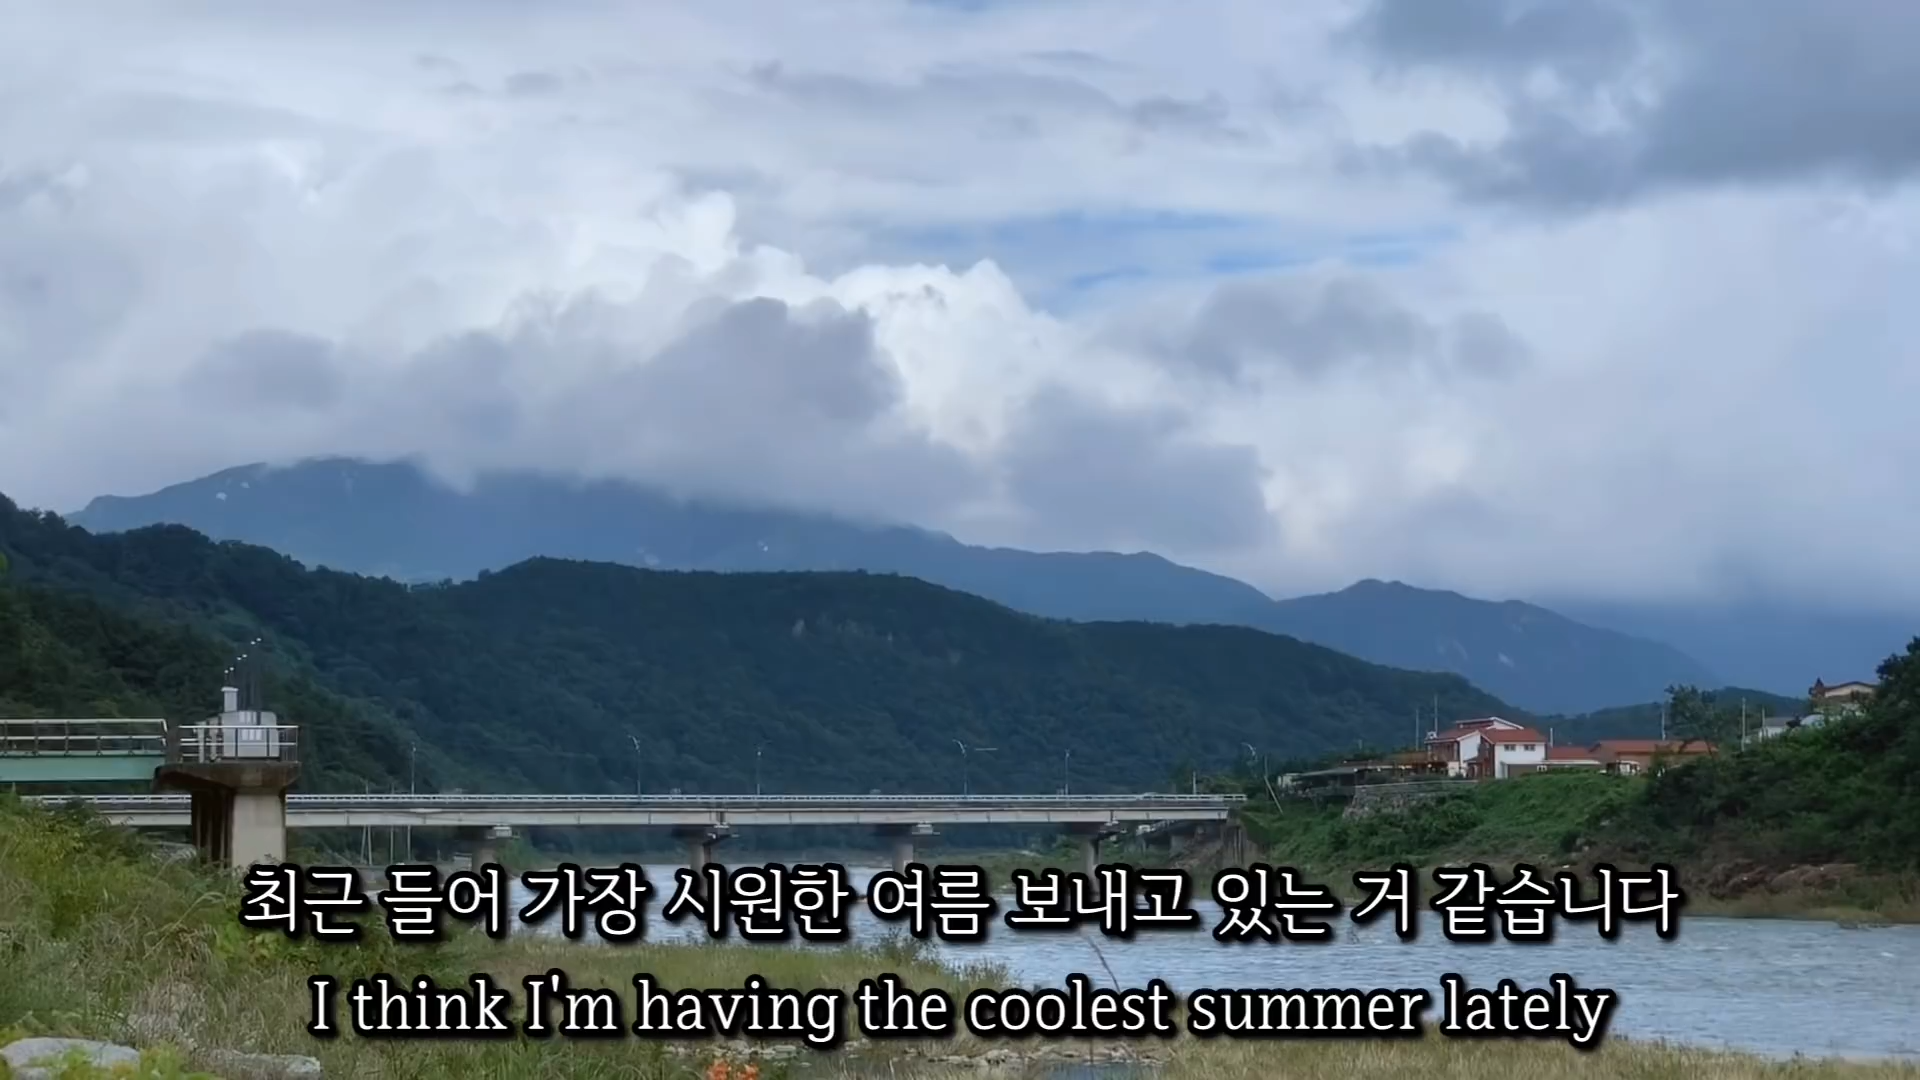 최근 들어 가장 시원한 여름 보내고 있는 거 같습니다
I think I'm having the coolest summer lately